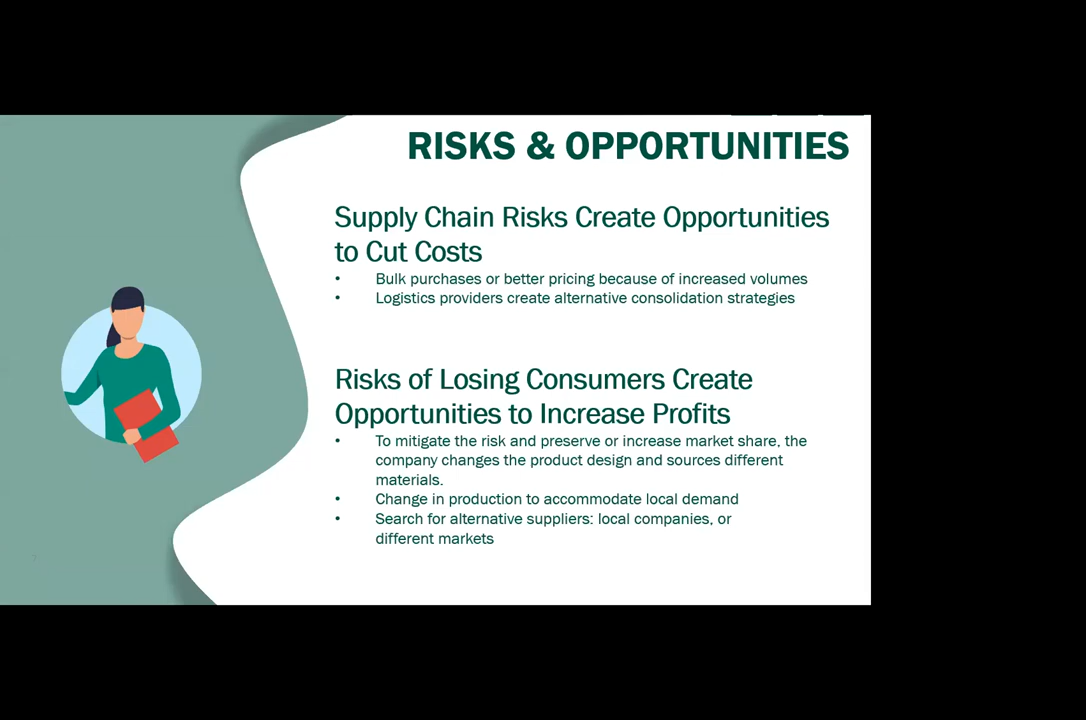 RISKS & OPPORTUNITIES
Supply Chain Risks Create Opportunities
to Cut Costs
• Bulk purchases or better pricing because of increased volumes
• Logistics providers create alternative consolidation strategies
Risks of Losing Consumers Create
Opportunities to Increase Profits
• To mitigate the risk and preserve or increase market share, the
company changes the product design and sources different
materials.
• Change in production to accommodate local demand
• Search for alternative suppliers: local companies, or
different markets